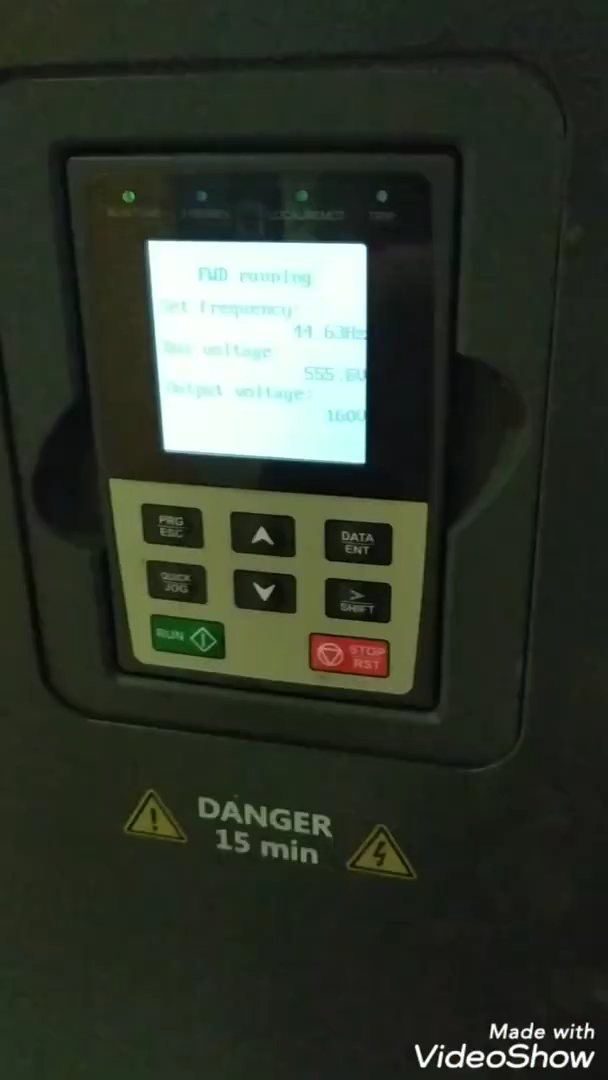 FWD running
Set frequency:
44.63Hz
Bus voltage
555.6V
Output voltage:
160V
PRG
ESC
DATA
ENT
QUICK
JOG
>
SHIFT
RUN
STOP
RST
DANGER
15 min
Made with
VideoShow